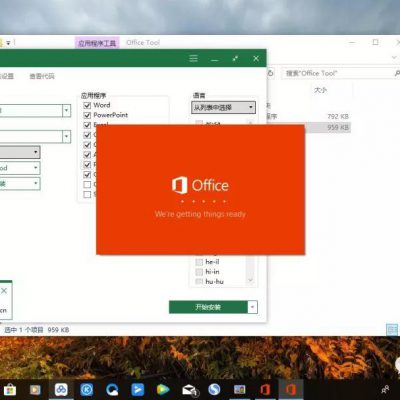 应用程序工具 Office Tool
设置 查看代码
搜索"Office Tool"
大小
应用程序
Word
PowerPoint
语言
从列表中选择
792 KB
959 KB
Office
We're getting things ready
he-il
hi-in
hu-hu
开始安装
选中 1 个项目 959 KB